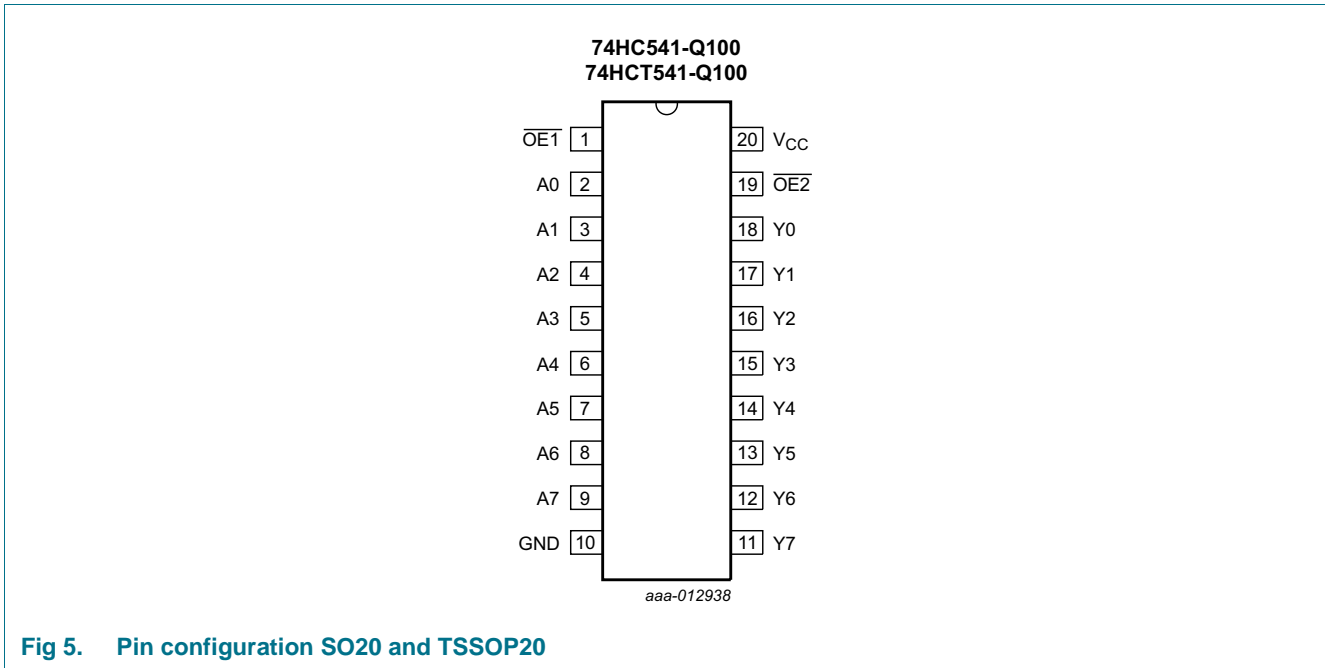 74HC541-Q100
74HCT541-Q100
OE1 1 20 VCC
A0 2 19 OE2
A1 3 18 Y0
A2 4 17 Y1
A3 5 16 Y2
A4 6 15 Y3
A5 7 14 Y4
A6 8 13 Y5
A7 9 12 Y6
GND 10 11 Y7
aaa-012938
Fig 5. Pin configuration SO20 and TSSOP20